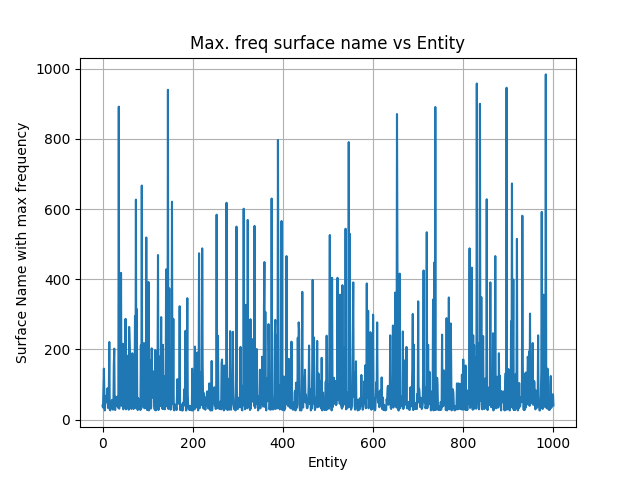 Max. freq surface name vs Entity
Surface Name with max frequency
1000
800
600
400
200
0
0 200 400 600 800 1000
Entity